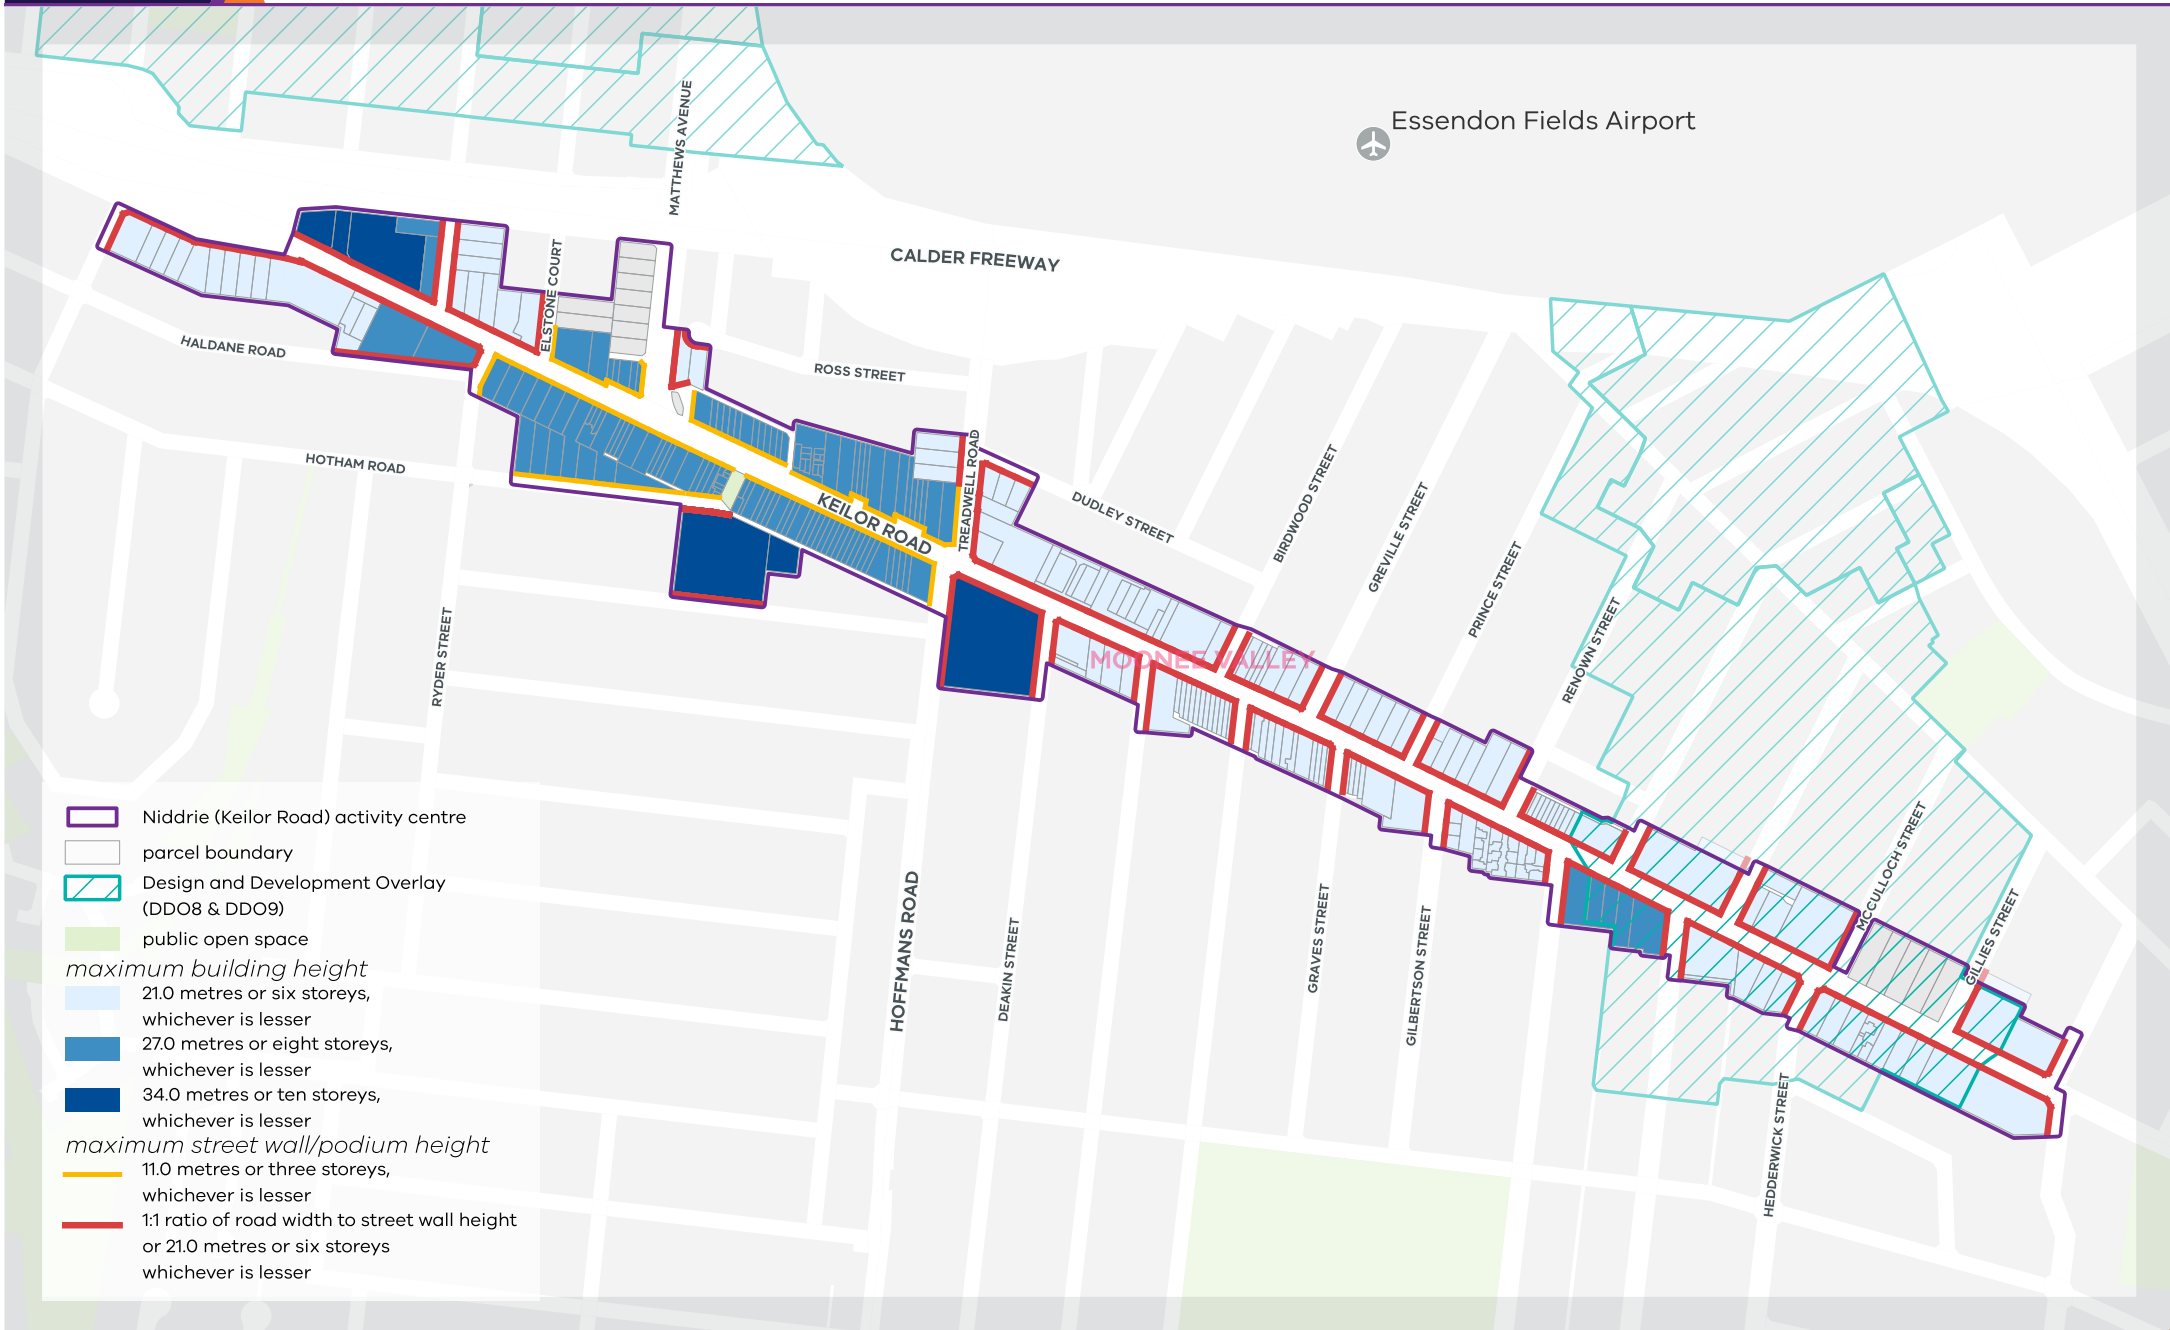 Essendon Fields Airport
MATTHEWS AVENUE
CALDER FREEWAY
ELSTONE COURT
HALDANE ROAD
ROSS STREET
HOTHAM ROAD
KEILOR ROAD
TREADWELL ROAD
DUDLEY STREET
BIRDWOOD STREET
GREVILLE STREET
PRINCE STREET
RENOWN STREET
RYDER STREET
MOONEE VALLEY
HOFFMANS ROAD
DEAKIN STREET
GRAVES STREET
GILBERTSON STREET
MCCULLOCH STREET
GILLIES STREET
HEDDERWICK STREET
Niddrie (Keilor Road) activity centre
parcel boundary
Design and Development Overlay
(DDO8 & DDO9)
public open space
maximum building height
21.0 metres or six storeys,
whichever is lesser
27.0 metres or eight storeys,
whichever is lesser
34.0 metres or ten storeys,
whichever is lesser
maximum street wall/podium height
11.0 metres or three storeys,
whichever is lesser
1:1 ratio of road width to street wall height
or 21.0 metres or six storeys
whichever is lesser